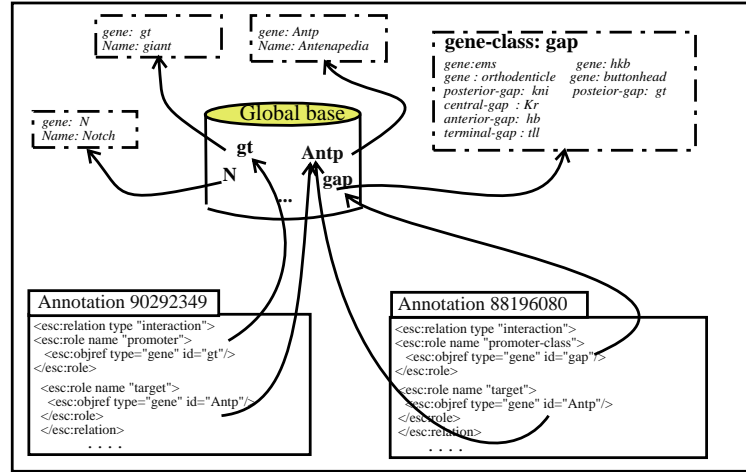 gene: gt
Name: giant
gene: Antp
Name: Antenapedia
gene-class: gap
gene:ems gene: hkb
gene : orthodenticle gene: buttonhead
posterior-gap: kni posteior-gap: gt
central-gap : Kr
anterior-gap: hb
terminal-gap : tll
gene: N
Name: Notch
Global base
gt
Antp
N
gap
...
Annotation 90292349
<esc:relation type "interaction">
<esc:role name "promoter">
<esc:objref type="gene" id="gt"/>
</esc:role>
<esc:role name "target">
<esc:objref type="gene" id="Antp"/>
</esc:role>
</esc:relation>
. . . .
Annotation 88196080
<esc:relation type "interaction">
<esc:role name "promoter-class">
<esc:objref type="gene" id="gap"/>
</esc:role>
<esc:role name "target">
<esc:objref type="gene" id="Antp"/>
</esc:role>
</esc:relation>
. . . .